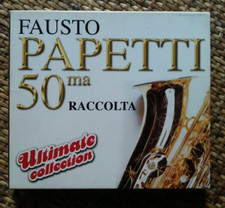 FAUSTO
PAPETTI
50ma
RACCOLTA
Ultimate
collection